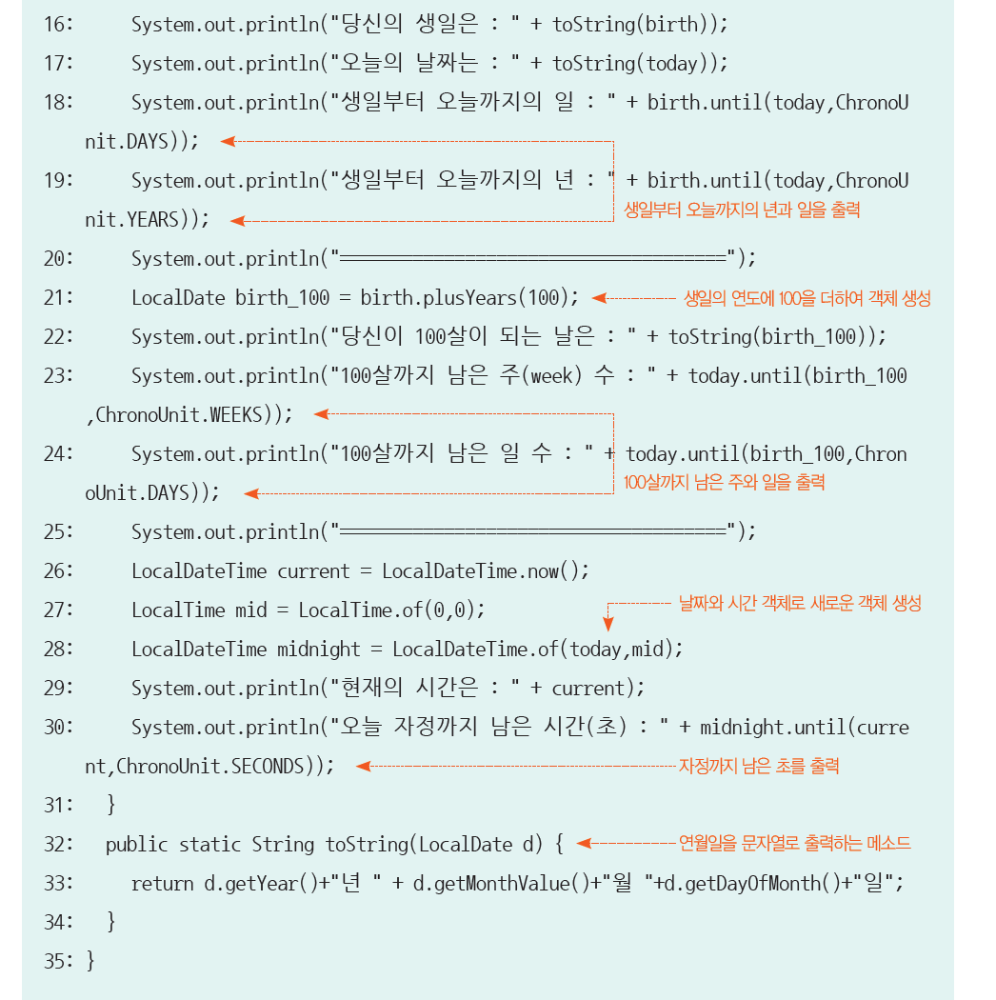 16: System.out.println("당신의 생일은 : " + toString(birth));
17: System.out.println("오늘의 날짜는 : " + toString(today));
18: System.out.println("생일부터 오늘까지의 일 : " + birth.until(today,ChronoU
nit.DAYS));
19: System.out.println("생일부터 오늘까지의 년 : " + birth.until(today,ChronoU
생일부터 오늘까지의 년과 일을 출력
nit.YEARS));
20: System.out.println("=====================================");
21: LocalDate birth_100 = birth.plusYears(100); 생일의 연도에 100을 더하여 객체 생성
22: System.out.println("당신이 100살이 되는 날은 : " + toString(birth_100));
23: System.out.println("100살까지 남은 주(week) 수 : " + today.until(birth_100
,ChronoUnit.WEEKS));
24: System.out.println("100살까지 남은 일 수 : " + today.until(birth_100,Chron
100살까지 남은 주와 일을 출력
oUnit.DAYS));
25: System.out.println("=====================================");
26: LocalDateTime current = LocalDateTime.now();
27: LocalTime mid = LocalTime.of(0,0); 날짜와 시간 객체로 새로운 객체 생성
28: LocalDateTime midnight = LocalDateTime.of(today,mid);
29: System.out.println("현재의 시간은 : " + current);
30: System.out.println("오늘 자정까지 남은 시간(초) : " + midnight.until(curre
nt,ChronoUnit.SECONDS)); 자정까지 남은 초를 출력
31: }
32: public static String toString(LocalDate d) { 연월일을 문자열로 출력하는 메소드
33: return d.getYear()+"년 " + d.getMonthValue()+"월 "+d.getDayOfMonth()+"일";
34: }
35: }